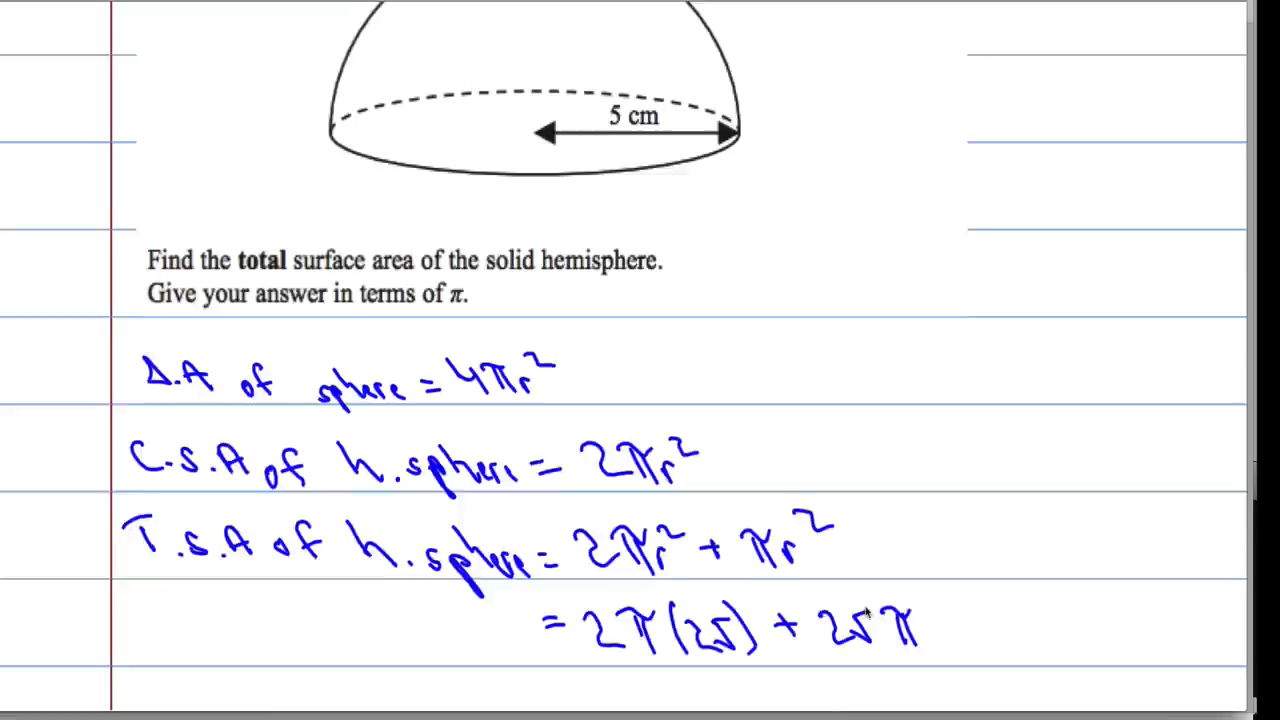 5 cm
Find the total surface area of the solid hemisphere.
Give your answer in terms of π.
S.A of sphere = 4πr²
C.S.A of h.sphere = 2πr²
T.S.A of h.sphere = 2πr² + πr²
= 2π(25) + 25π